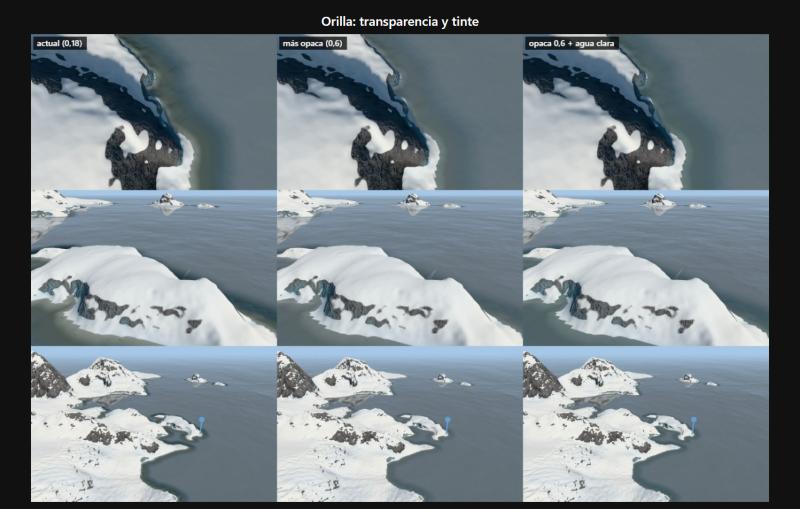 Orilla: transparencia y tinte
actual (0,18)
más opaca (0,6)
opaca 0,6 + agua clara